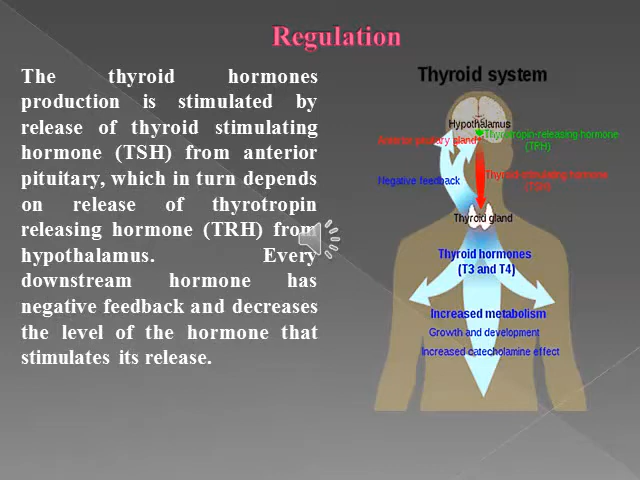 Regulation
The thyroid hormones
production is stimulated by
release of thyroid stimulating
hormone (TSH) from anterior
pituitary, which in turn depends
on release of thyrotropin
releasing hormone (TRH) from
hypothalamus. Every
downstream hormone has
negative feedback and decreases
the level of the hormone that
stimulates its release.
Thyroid system
Hypothalamus
Thyrotropin-releasing hormone
(TRH)
Anterior pituitary gland
Negative feedback
Thyroid-stimulating hormone
(TSH)
Thyroid gland
Thyroid hormones
(T3 and T4)
Increased metabolism
Growth and development
Increased catecholamine effect